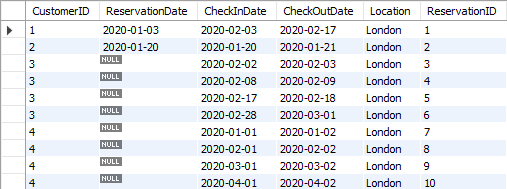 CustomerID ReservationDate CheckInDate CheckOutDate Location ReservationID
1 2020-01-03 2020-02-03 2020-02-17 London 1
2 2020-01-20 2020-01-20 2020-01-21 London 2
3 NULL 2020-02-02 2020-02-03 London 3
3 NULL 2020-02-08 2020-02-09 London 4
3 NULL 2020-02-17 2020-02-18 London 5
3 NULL 2020-02-28 2020-03-01 London 6
4 NULL 2020-01-01 2020-01-02 London 7
4 NULL 2020-02-01 2020-02-02 London 8
4 NULL 2020-03-01 2020-03-02 London 9
4 NULL 2020-04-01 2020-04-02 London 10